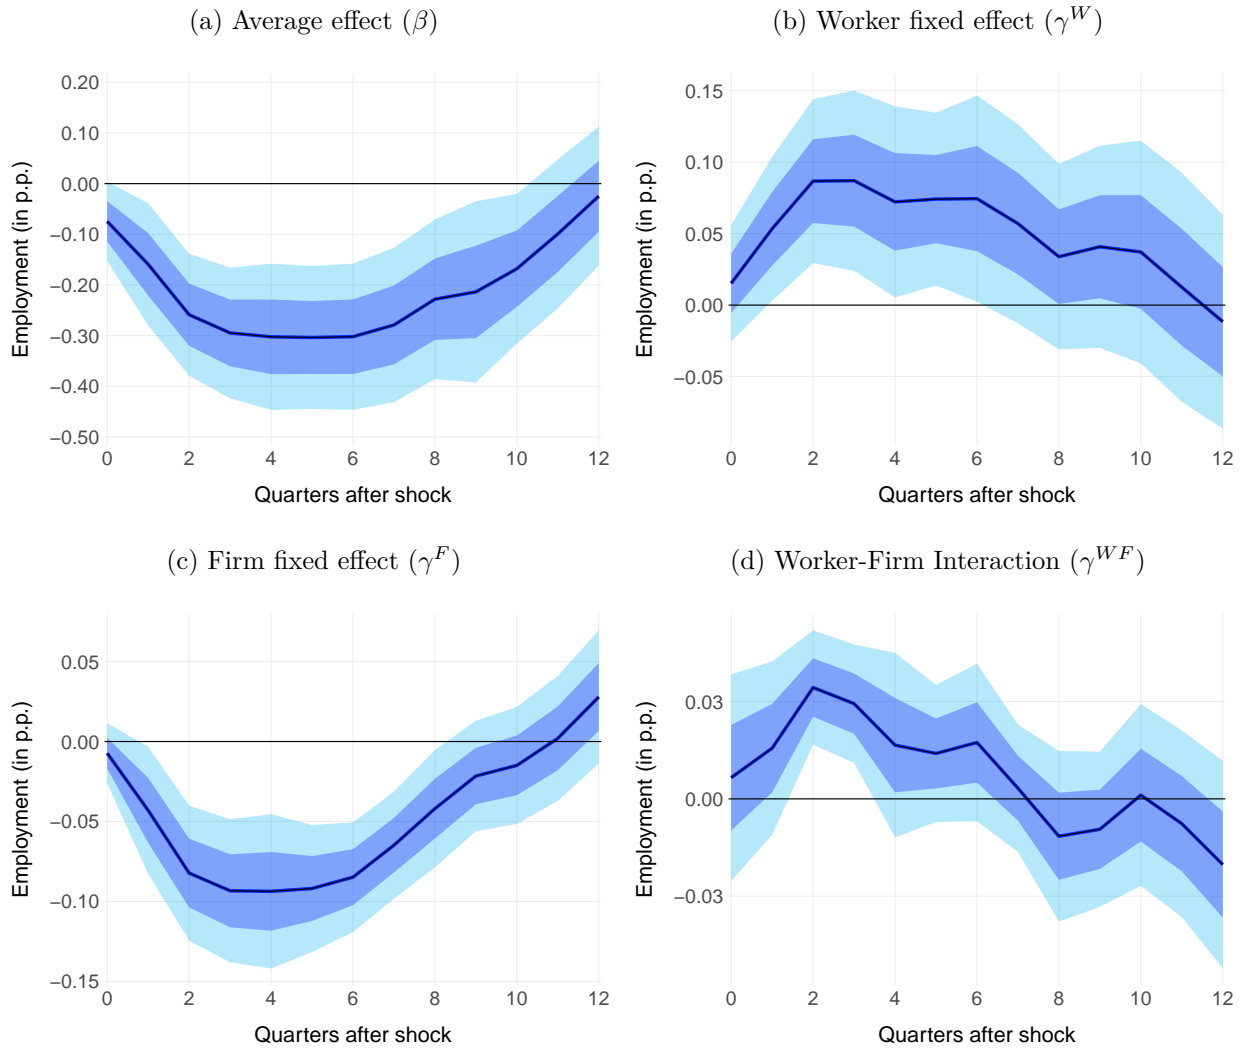 (a) Average effect (β)
Employment (in p.p.)
0.20
0.10
0.00
−0.10
−0.20
−0.30
−0.40
−0.50
0 2 4 6 8 10 12
Quarters after shock
(b) Worker fixed effect (γ^W)
Employment (in p.p.)
0.15
0.10
0.05
0.00
−0.05
0 2 4 6 8 10 12
Quarters after shock
(c) Firm fixed effect (γ^F)
Employment (in p.p.)
0.05
0.00
−0.05
−0.10
−0.15
0 2 4 6 8 10 12
Quarters after shock
(d) Worker-Firm Interaction (γ^{WF})
Employment (in p.p.)
0.03
0.00
−0.03
0 2 4 6 8 10 12
Quarters after shock